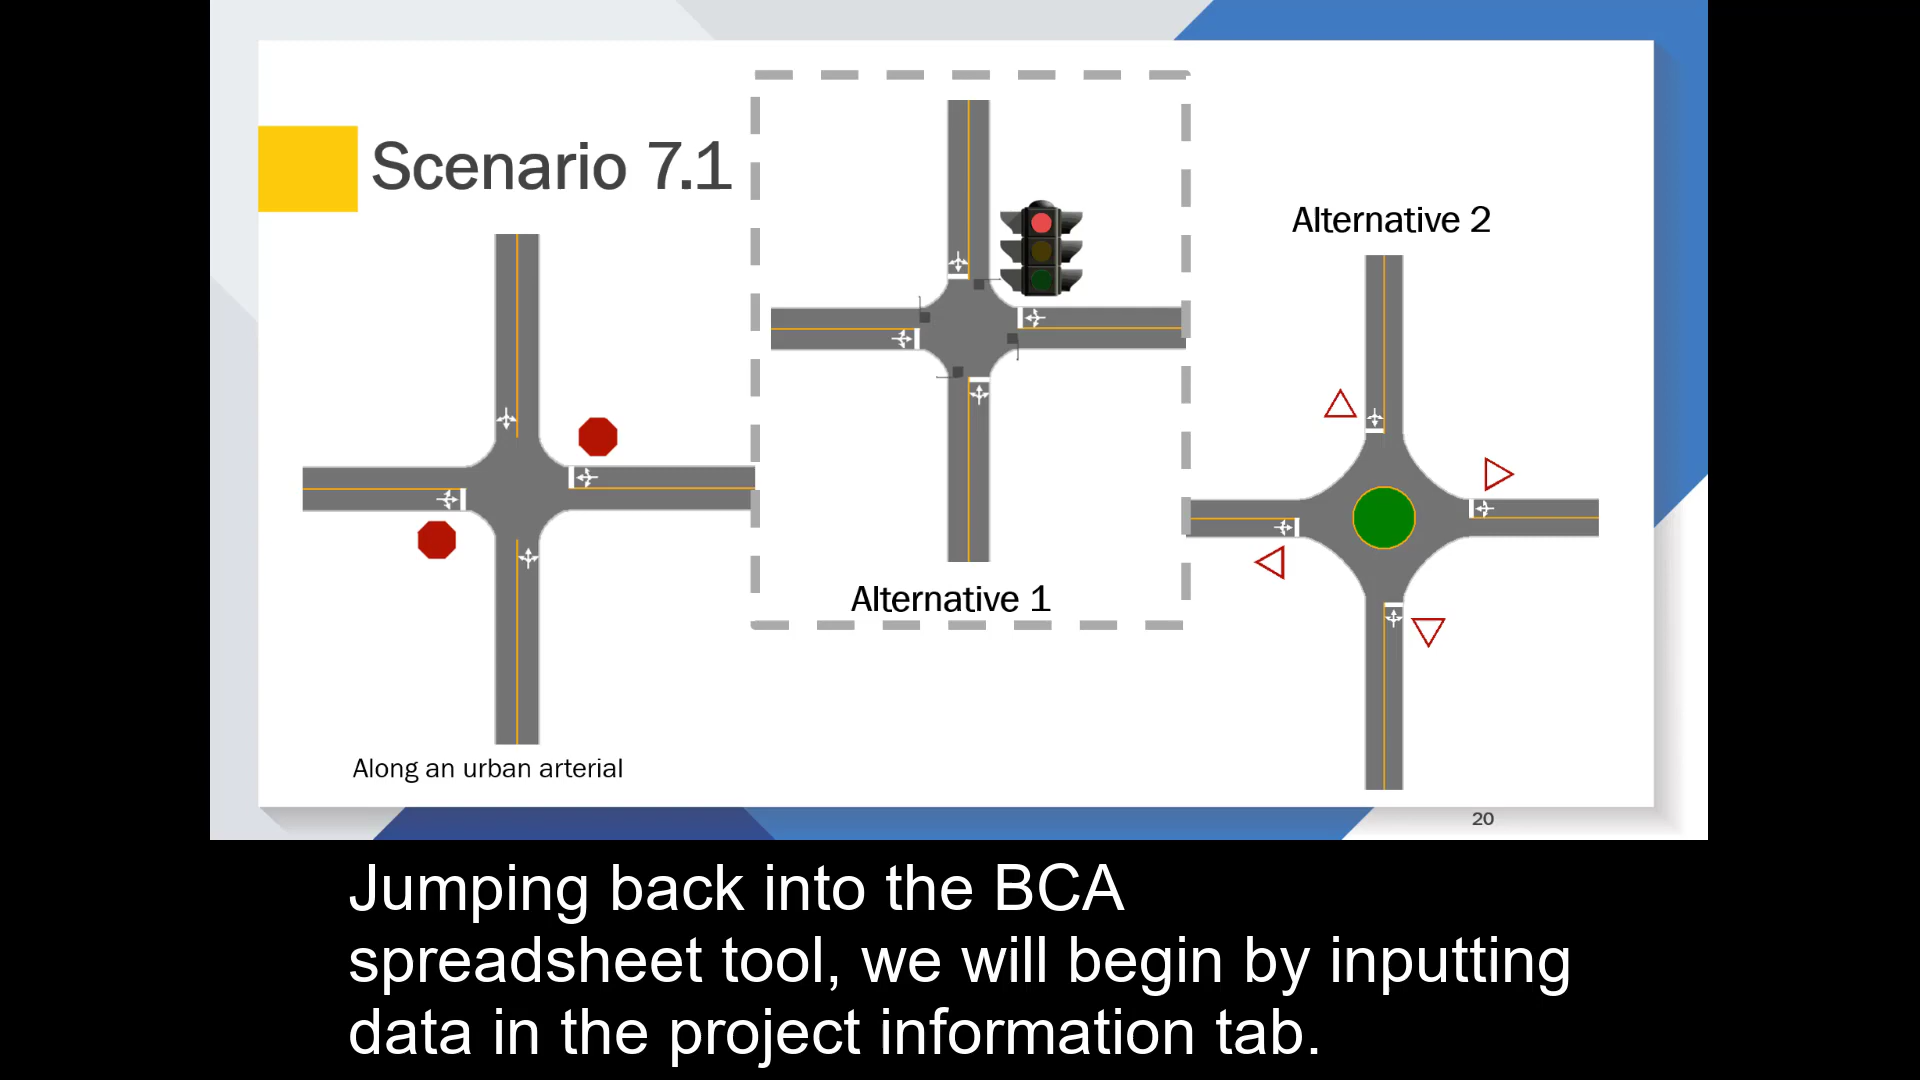 Scenario 7.1
Alternative 2
Alternative 1
Along an urban arterial
20
Jumping back into the BCA
spreadsheet tool, we will begin by inputting
data in the project information tab.